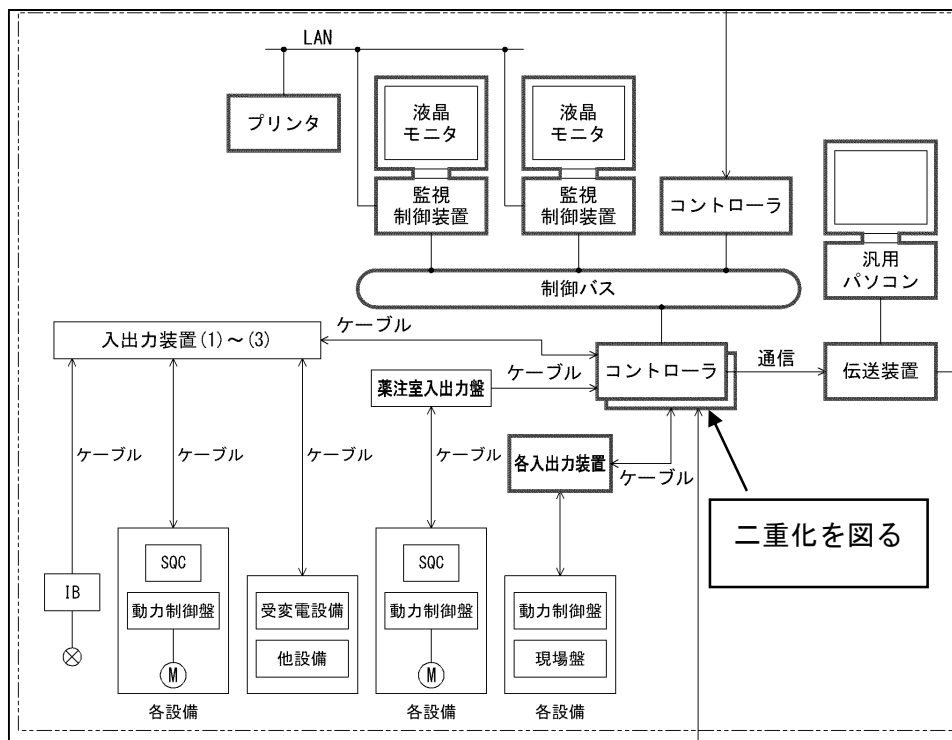 LAN
プリンタ
液晶
モニタ
液晶
モニタ
監視
制御装置
監視
制御装置
コントローラ
汎用
パソコン
制御バス
入出力装置(1)～(3)
ケーブル
薬注室入出力盤
ケーブル
コントローラ
通信
伝送装置
ケーブル
ケーブル
ケーブル
ケーブル
各入出力装置
ケーブル
二重化を図る
IB
SQC
動力制御盤
M
各設備
受変電設備
他設備
SQC
動力制御盤
M
各設備
動力制御盤
現場盤
各設備